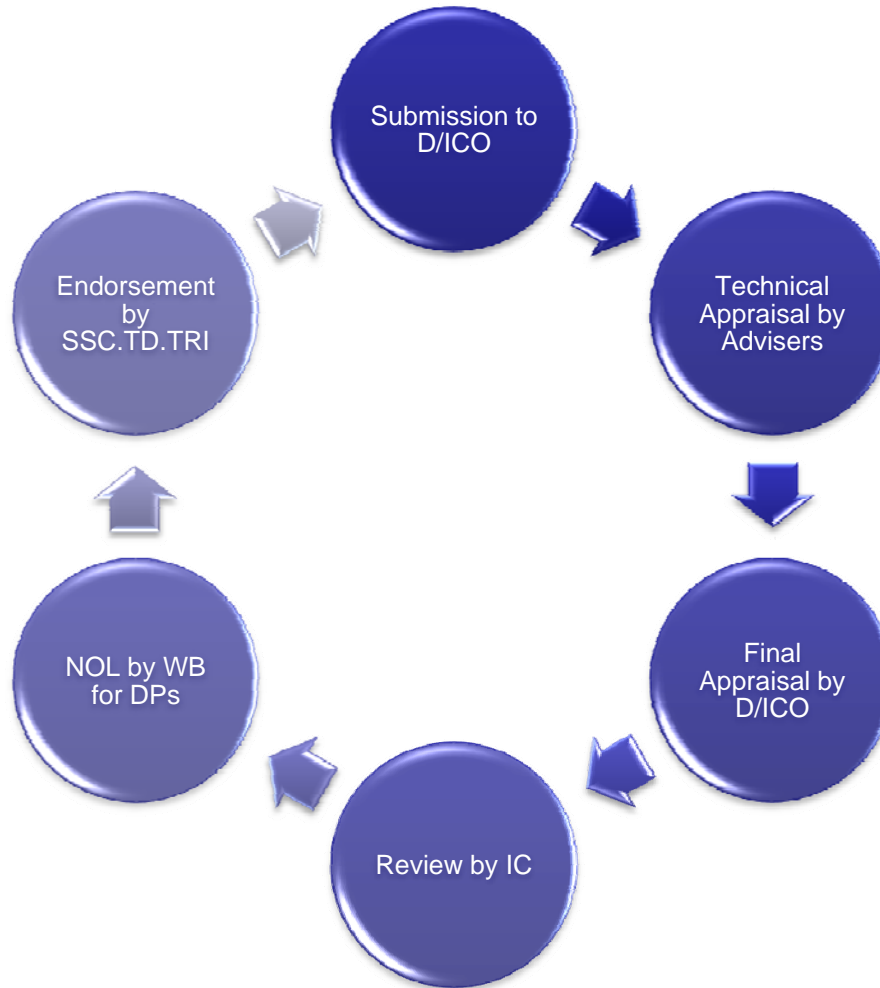 Submission to
D/ICO
Technical
Appraisal by
Advisers
Final
Appraisal by
D/ICO
Review by IC
NOL by WB
for DPs
Endorsement
by
SSC.TD.TRI